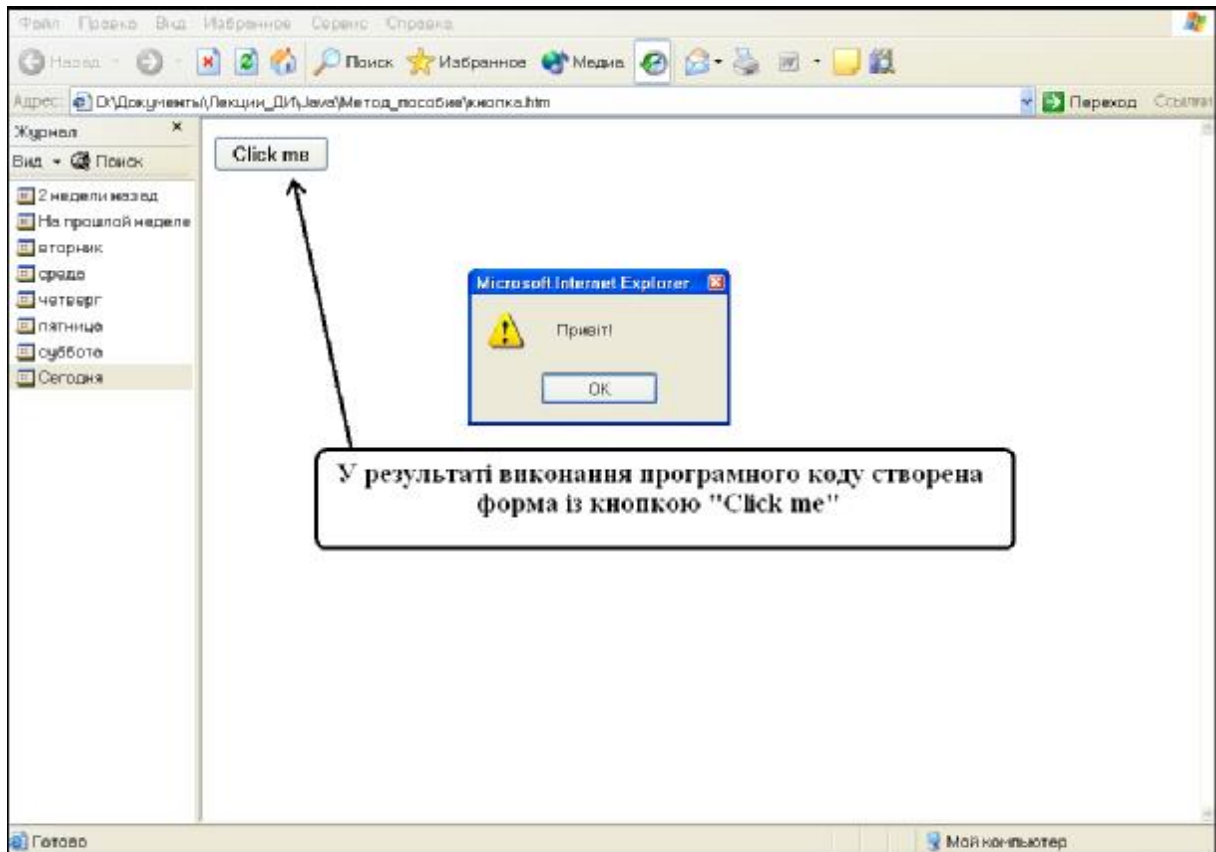 Файл Правка Вид Избранное Сервис Справка
Назад Поиск Избранное Медиа
Адрес: D:\Документы\Лекции_ДИ\Java\Метод_пособие\кнопка.htm Переход Ссылки
Журнал
Вид Поиск
2 недели назад
На прошлой неделе
вторник
среда
четверг
пятница
суббота
Сегодня
Click me
Microsoft Internet Explorer
Привіт!
OK
У результаті виконання програмного коду створена
форма із кнопкою "Click me"
Готово Мой компьютер